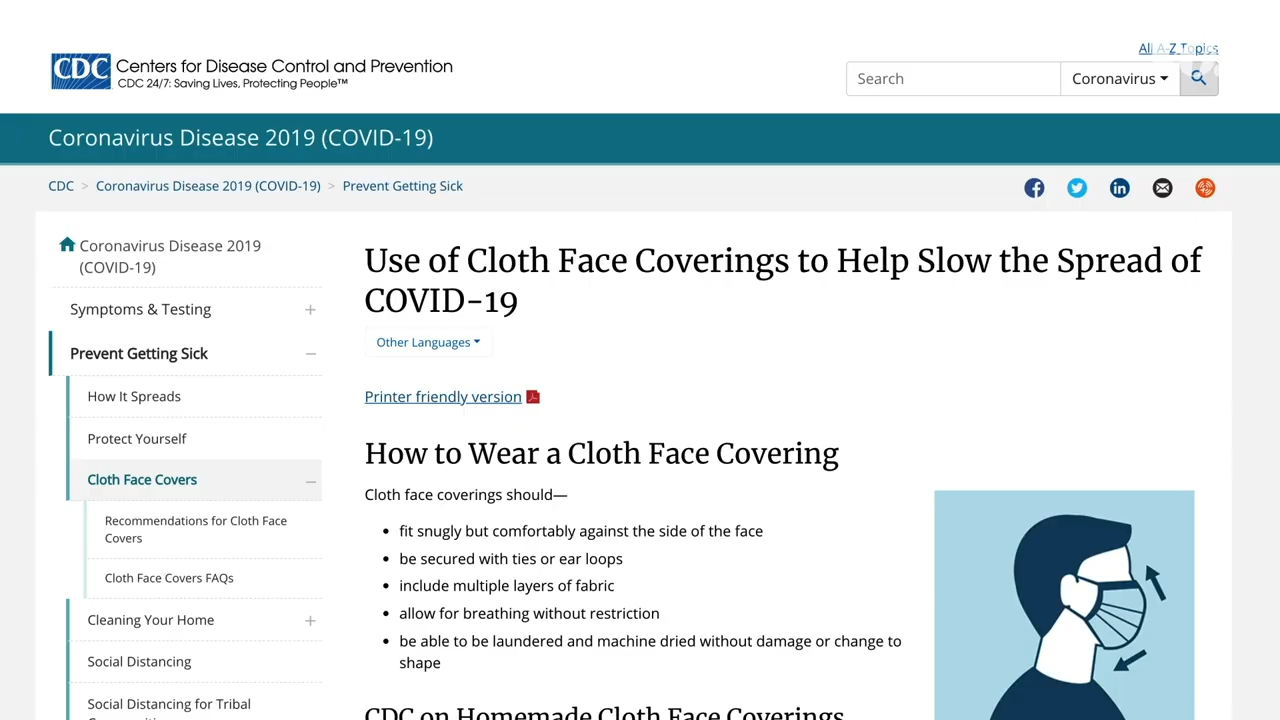 All A-Z Topics
CDC Centers for Disease Control and Prevention
CDC 24/7: Saving Lives, Protecting People™
Search
Coronavirus
Coronavirus Disease 2019 (COVID-19)
CDC > Coronavirus Disease 2019 (COVID-19) > Prevent Getting Sick
Coronavirus Disease 2019
(COVID-19)
Symptoms & Testing
Prevent Getting Sick
How It Spreads
Protect Yourself
Cloth Face Covers
Recommendations for Cloth Face
Covers
Cloth Face Covers FAQs
Cleaning Your Home
Social Distancing
Social Distancing for Tribal
Use of Cloth Face Coverings to Help Slow the Spread of
COVID-19
Other Languages
Printer friendly version
How to Wear a Cloth Face Covering
Cloth face coverings should—
• fit snugly but comfortably against the side of the face
• be secured with ties or ear loops
• include multiple layers of fabric
• allow for breathing without restriction
• be able to be laundered and machine dried without damage or change to
shape
CDC on Homemade Cloth Face Coverings